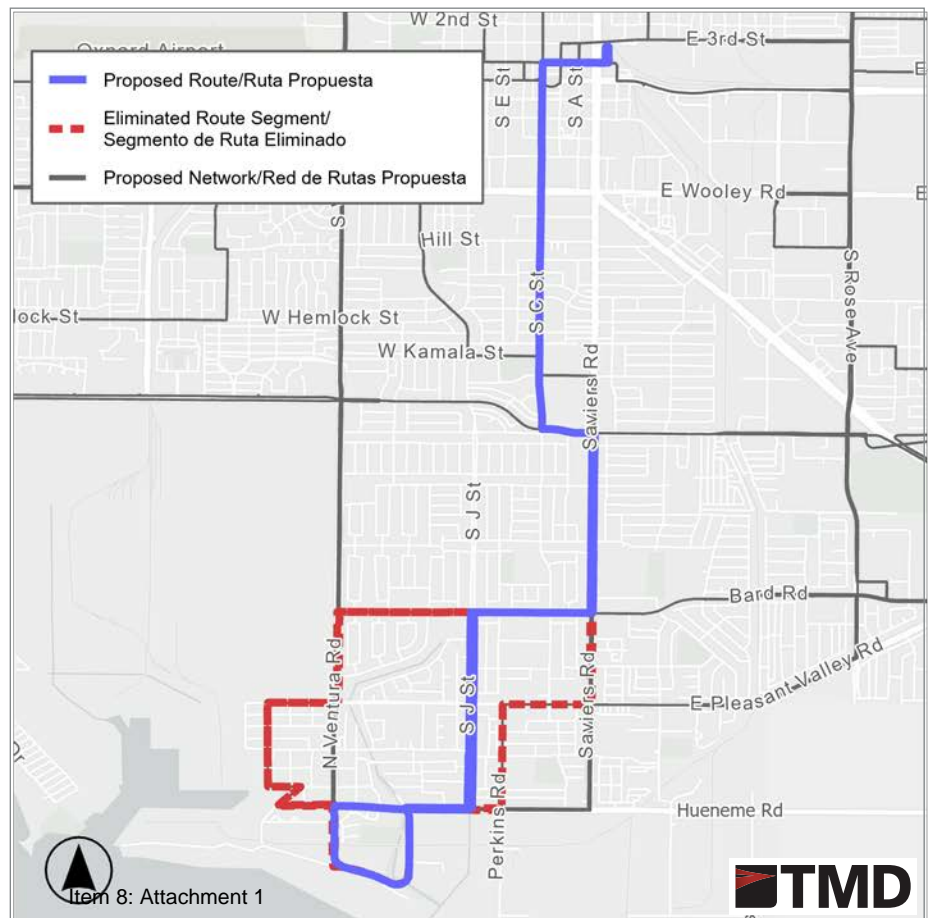 W 2nd St
E 3rd St
Oxnard Airport
Proposed Route/Ruta Propuesta
Eliminated Route Segment/
Segmento de Ruta Eliminado
Proposed Network/Red de Rutas Propuesta
S E St
S A St
E Wooley Rd
Hill St
S C St
S Rose Ave
lock St
W Hemlock St
W Kamala St
Saviers Rd
S J St
Bard Rd
N Ventura Rd
S J St
Saviers Rd
E Pleasant Valley Rd
Perkins Rd
Hueneme Rd
Dr
Item 8: Attachment 1
TMD